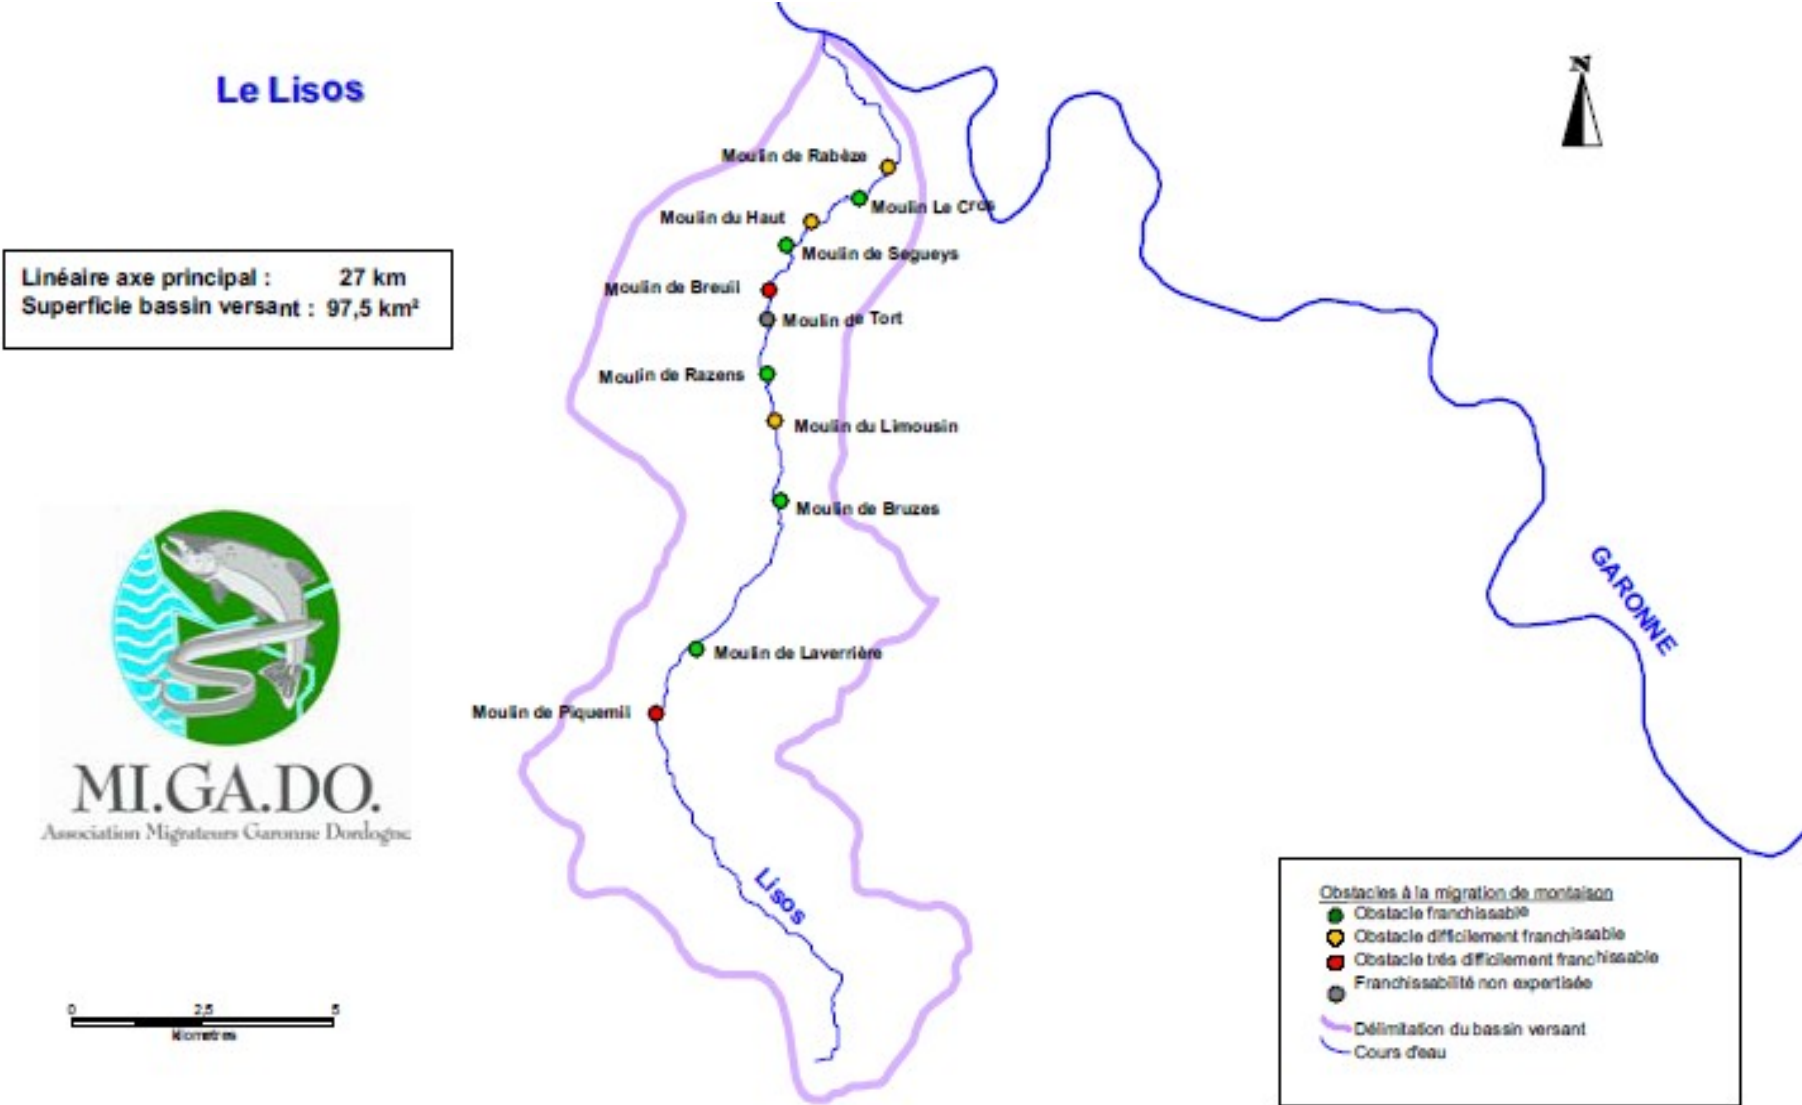 Le Lisos
N
Moulin de Rabèze
Moulin Le Cros
Moulin du Haut
Moulin de Segueys
Linéaire axe principal : 27 km
Superficie bassin versant : 97,5 km²
Moulin de Breuil
Moulin de Tort
Moulin de Razens
Moulin du Limousin
Moulin de Bruzes
GARONNE
Moulin de Laverrière
Moulin de Piquemil
MI.GA.DO.
Association Migrateurs Garonne Dordogne
Lisos
Obstacles à la migration de montaison
Obstacle franchissable
Obstacle difficilement franchissable
Obstacle trés difficilement franchissable
Franchissabilité non expertisée
Délimitation du bassin versant
Cours d'eau
0 2,5 5
kilometres